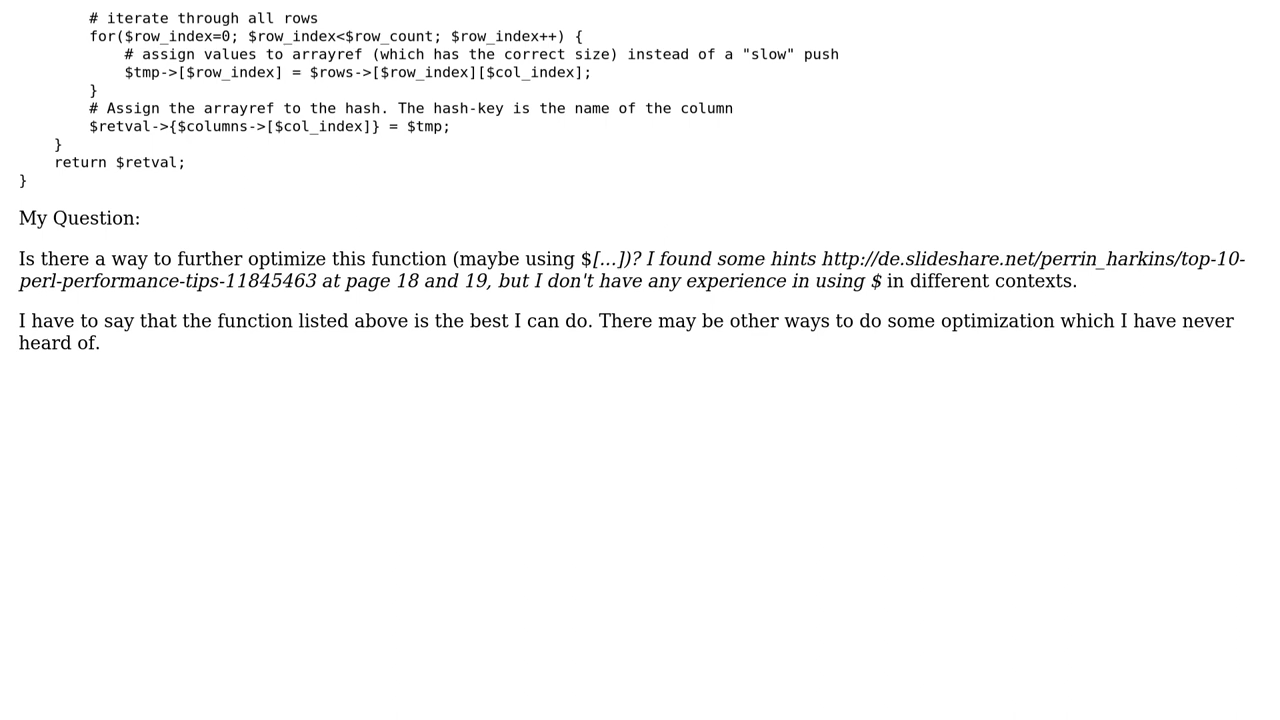 # iterate through all rows
for($row_index=0; $row_index<$row_count; $row_index++) {
# assign values to arrayref (which has the correct size) instead of a "slow" push
$tmp->[$row_index] = $rows->[$row_index][$col_index];
}
# Assign the arrayref to the hash. The hash-key is the name of the column
$retval->{$columns->[$col_index]} = $tmp;
}
return $retval;
}
My Question:
Is there a way to further optimize this function (maybe using $[...])? I found some hints http://de.slideshare.net/perrin_harkins/top-10-
perl-performance-tips-11845463 at page 18 and 19, but I don't have any experience in using $ in different contexts.
I have to say that the function listed above is the best I can do. There may be other ways to do some optimization which I have never
heard of.